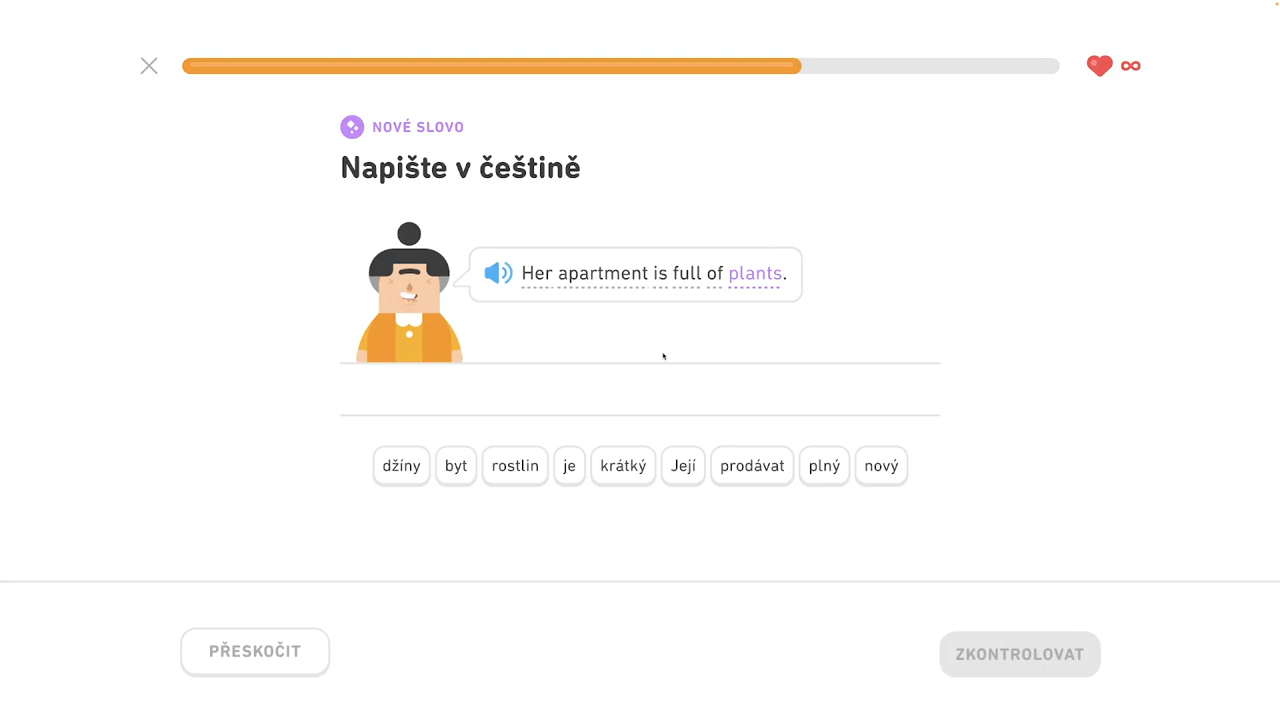 ∞
NOVÉ SLOVO
Napište v češtině
Her apartment is full of plants.
džíny byt rostlin je krátký Její prodávat plný nový
PŘESKOČIT ZKONTROLOVAT